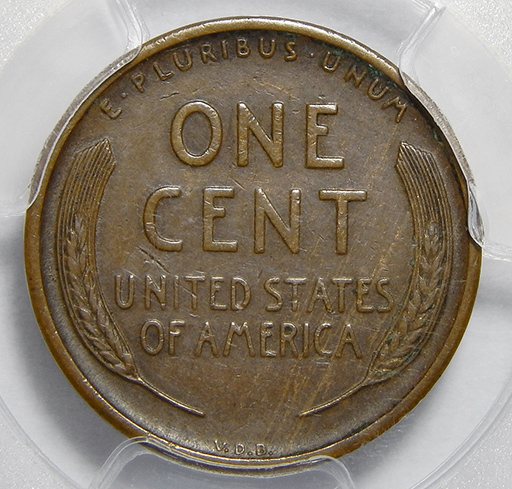 E · PLURIBUS · UNUM
ONE
CENT
UNITED STATES
OF AMERICA
V. D. B.